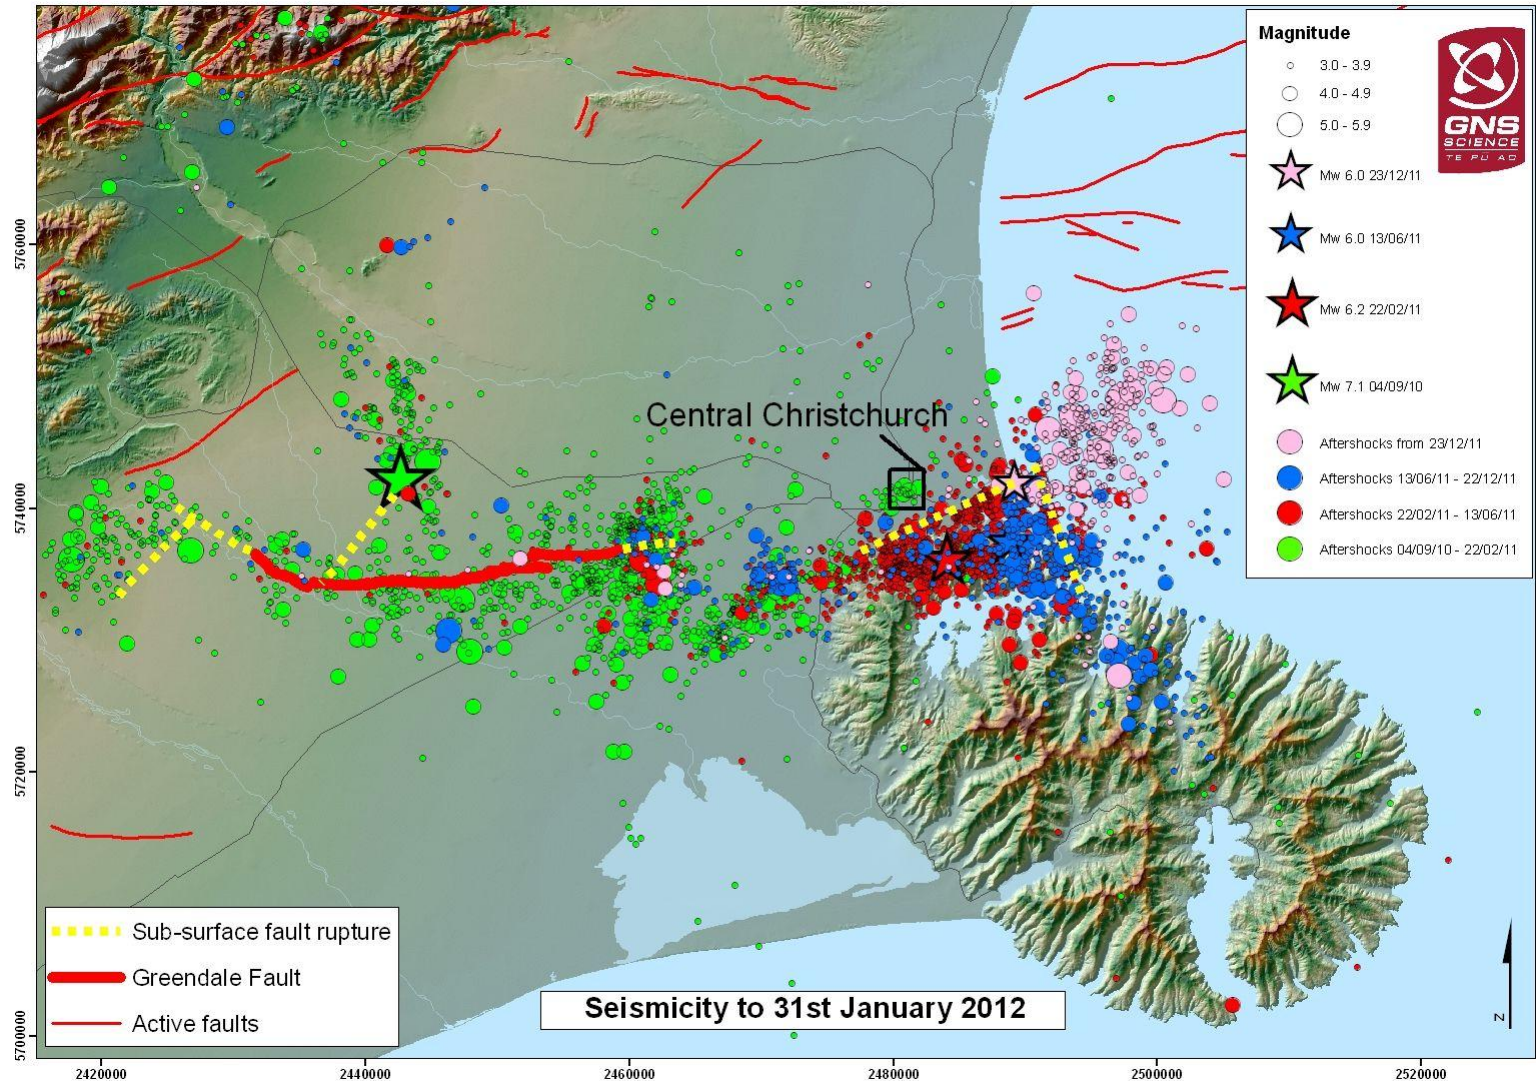 Magnitude
3.0 - 3.9
4.0 - 4.9
5.0 - 5.9
GNS
SCIENCE
TE PŪ AO
Mw 6.0 23/12/11
Mw 6.0 13/06/11
Mw 6.2 22/02/11
Mw 7.1 04/09/10
Aftershocks from 23/12/11
Aftershocks 13/06/11 - 22/12/11
Aftershocks 22/02/11 - 13/06/11
Aftershocks 04/09/10 - 22/02/11
Central Christchurch
5760000
5740000
5720000
5700000
Sub-surface fault rupture
Greendale Fault
Active faults
Seismicity to 31st January 2012
N
2420000
2440000
2460000
2480000
2500000
2520000